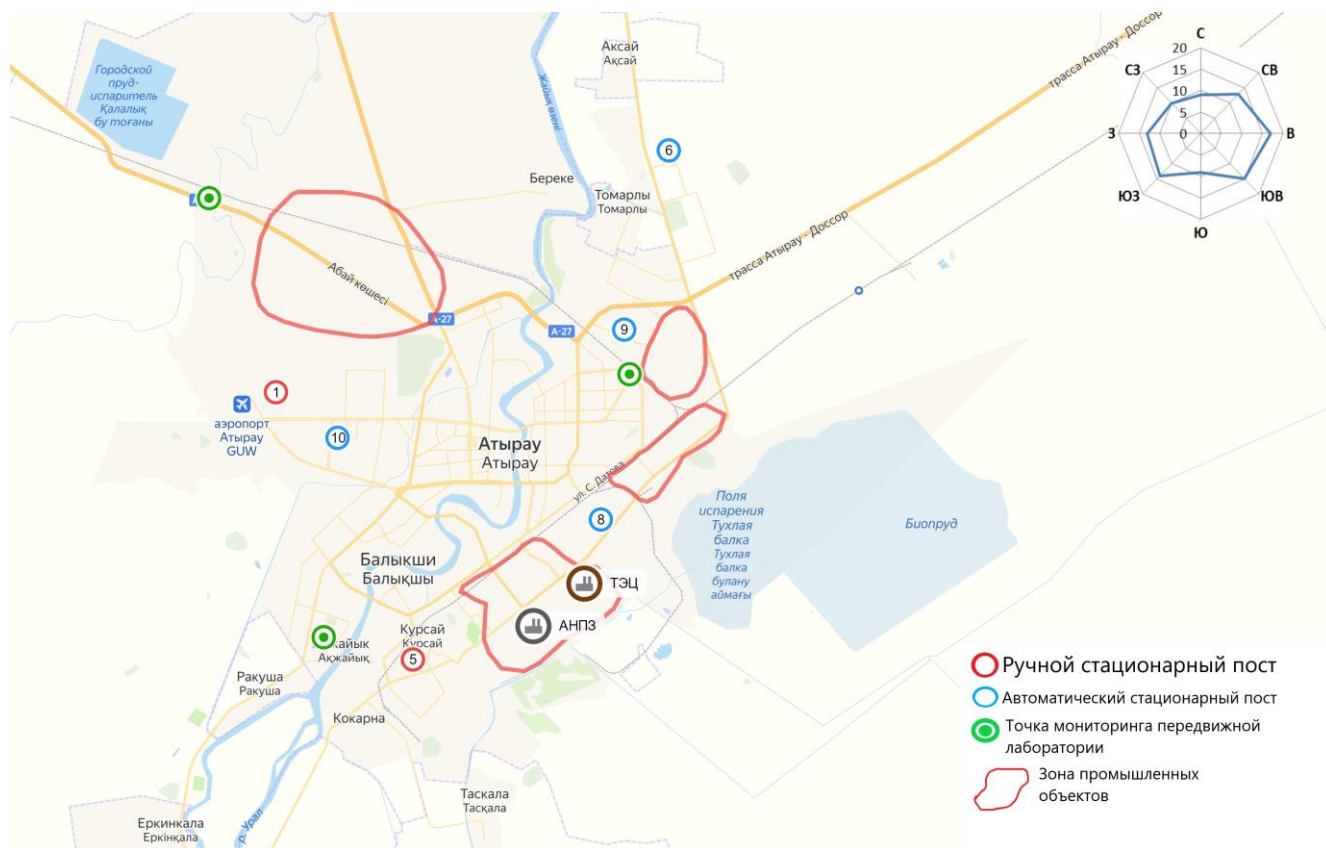 Городской
пруд-
испаритель
Қалалық
бу тоғаны
Аксай
Ақсай
Жайық өзені
трасса Атырау - Доссор
С
СВ
В
ЮВ
Ю
ЮЗ
З
СЗ
20
15
10
5
0
6
Береке
Томарлы
Томарлы
трасса Атырау - Доссор
Абай көшесі
А-27
А-27
9
1
аэропорт
Атырау
GUW
10
Атырау
Атырау
ул. С. Датова
8
Поля
испарения
Тухлая
балка
Тухлая
балка
булану
аймағы
Биопруд
Балыкши
Балықшы
ТЭЦ
АНПЗ
Курсай
Курсай
5
Ақжайық
Ракуша
Ракуша
Кокарна
Таскала
Тасқала
Еркинкала
Еркінқала
р. Урал
Ручной стационарный пост
Автоматический стационарный пост
Точка мониторинга передвижной
лаборатории
Зона промышленных
объектов